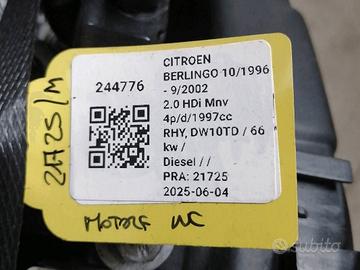 CITROEN
BERLINGO 10/1996
- 9/2002
2.0 HDi Mnv
4p/d/1997cc
RHY, DW10TD / 66
kw /
Diesel / /
PRA: 21725
2025-06-04
244776
MOTORE
subito